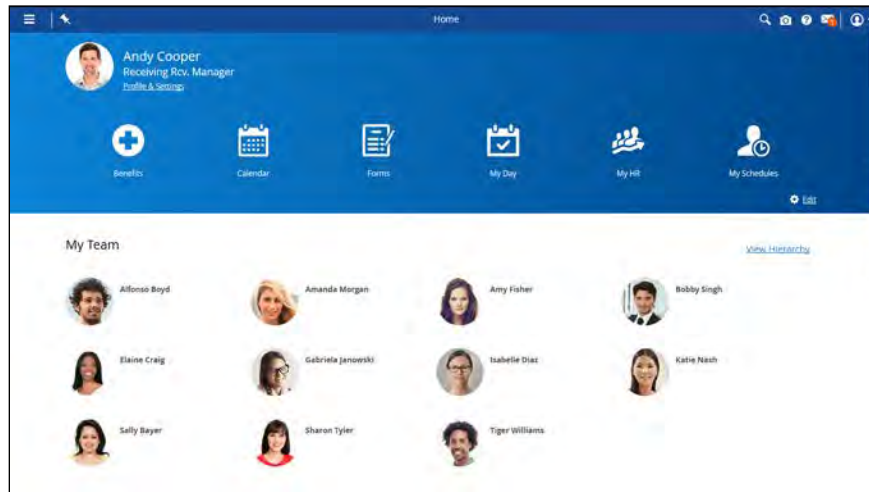 Home
Andy Cooper
Receiving Rcv. Manager
Profile & Settings
Benefits Calendar Forms My Day My HR My Schedules
Edit
My Team View Hierarchy
Alfonso Boyd Amanda Morgan Amy Fisher Bobby Singh
Elaine Craig Gabriela Janowski Isabelle Diaz Katie Nash
Sally Bayer Sharon Tyler Tiger Williams